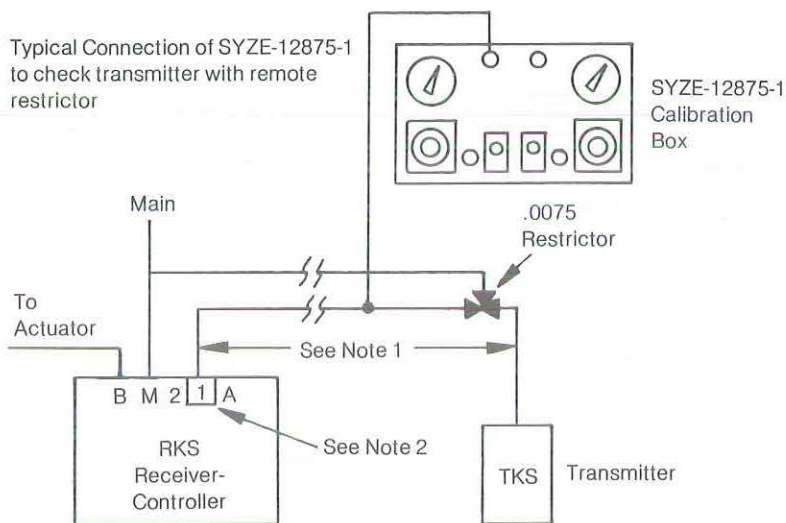 Typical Connection of SYZE-12875-1
to check transmitter with remote
restrictor
SYZE-12875-1
Calibration
Box
Main
.0075
Restrictor
To
Actuator
See Note 1
B M 2 1 A
See Note 2
RKS
Receiver-
Controller
TKS
Transmitter